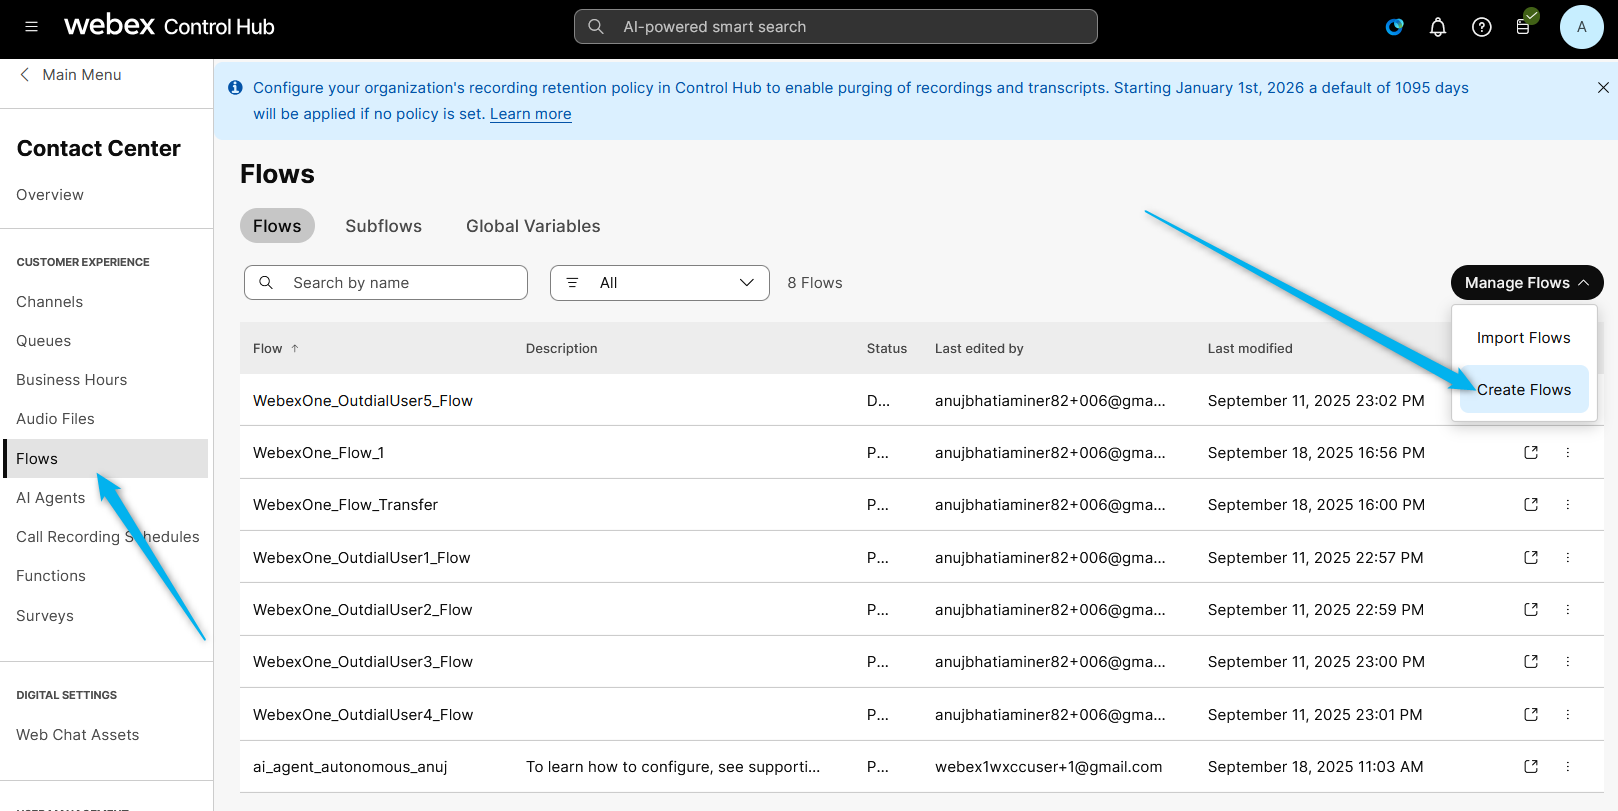 webex Control Hub
AI-powered smart search
A
Main Menu
Configure your organization's recording retention policy in Control Hub to enable purging of recordings and transcripts. Starting January 1st, 2026 a default of 1095 days
will be applied if no policy is set. Learn more
Contact Center
Overview
CUSTOMER EXPERIENCE
Channels
Queues
Business Hours
Audio Files
Flows
AI Agents
Call Recording Schedules
Functions
Surveys
DIGITAL SETTINGS
Web Chat Assets
Flows
Flows Subflows Global Variables
Search by name All 8 Flows Manage Flows
Import Flows
Create Flows
Flow ↑ Description Status Last edited by Last modified
WebexOne_OutdialUser5_Flow D... anujbhatiaminer82+006@gma... September 11, 2025 23:02 PM
WebexOne_Flow_1 P... anujbhatiaminer82+006@gma... September 18, 2025 16:56 PM
WebexOne_Flow_Transfer P... anujbhatiaminer82+006@gma... September 18, 2025 16:00 PM
WebexOne_OutdialUser1_Flow P... anujbhatiaminer82+006@gma... September 11, 2025 22:57 PM
WebexOne_OutdialUser2_Flow P... anujbhatiaminer82+006@gma... September 11, 2025 22:59 PM
WebexOne_OutdialUser3_Flow P... anujbhatiaminer82+006@gma... September 11, 2025 23:00 PM
WebexOne_OutdialUser4_Flow P... anujbhatiaminer82+006@gma... September 11, 2025 23:01 PM
ai_agent_autonomous_anuj To learn how to configure, see supporti... P... webex1wxccuser+1@gmail.com September 18, 2025 11:03 AM